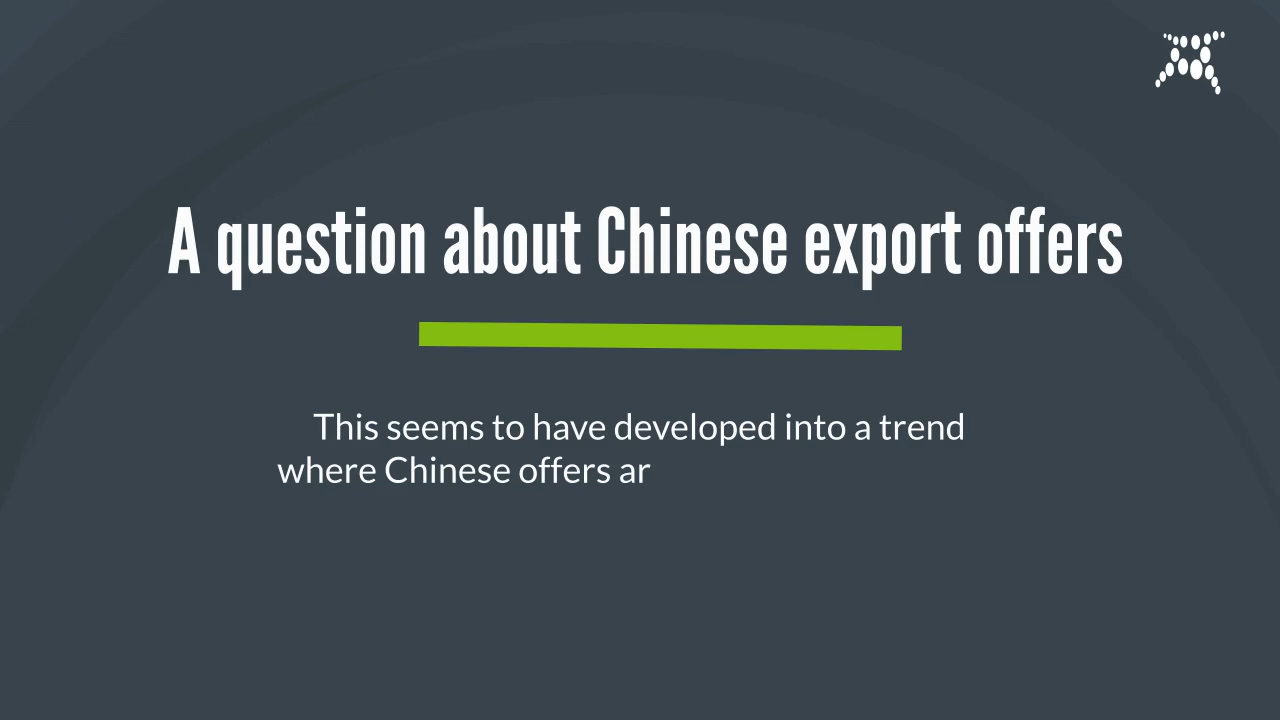 A question about Chinese export offers
This seems to have developed into a trend
where Chinese offers ar